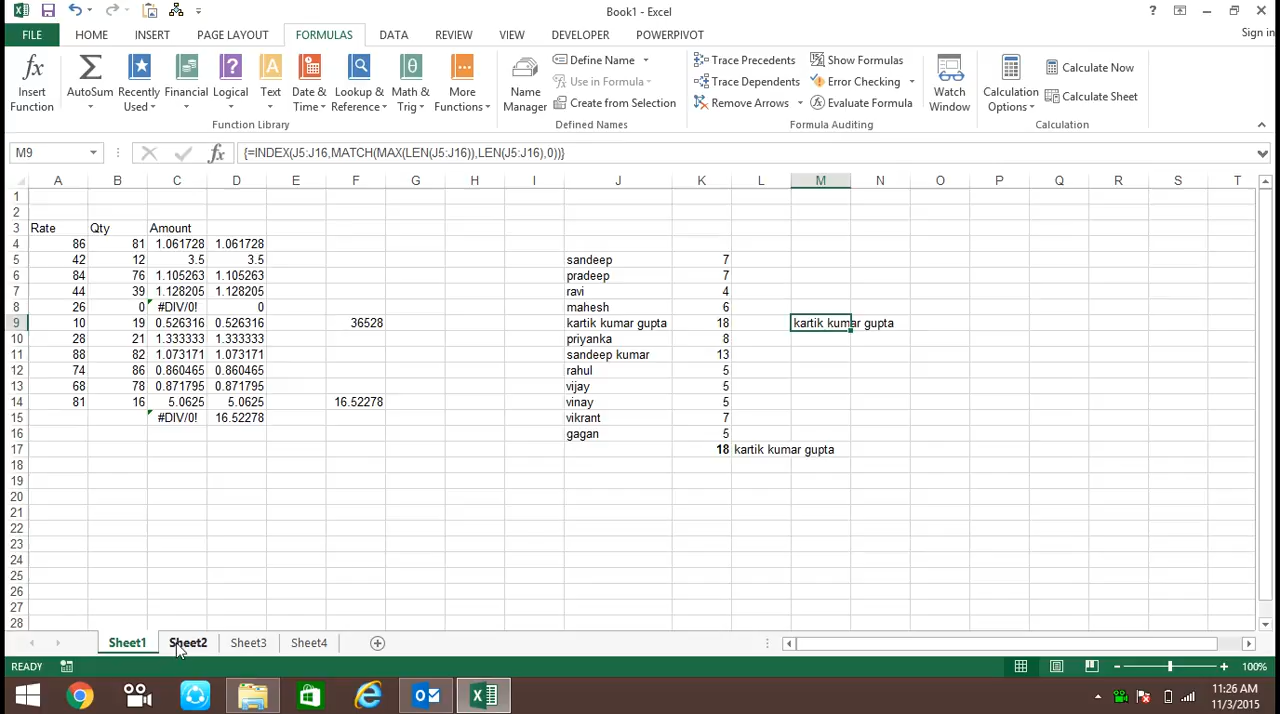 Book1 - Excel
?
FILE HOME INSERT PAGE LAYOUT FORMULAS DATA REVIEW VIEW DEVELOPER POWERPIVOT Sign in
Insert Function
AutoSum
Recently Used
Financial
Logical
Text
Date & Time
Lookup & Reference
Math & Trig
More Functions
Function Library
Name Manager
Define Name
Use in Formula
Create from Selection
Defined Names
Trace Precedents
Trace Dependents
Remove Arrows
Show Formulas
Error Checking
Evaluate Formula
Formula Auditing
Watch Window
Calculation Options
Calculate Now
Calculate Sheet
Calculation
M9 fx {=INDEX(J5:J16,MATCH(MAX(LEN(J5:J16)),LEN(J5:J16),0))}
A B C D E F G H I J K L M N O P Q R S T
1
2
3 Rate Qty Amount
4 86 81 1.061728 1.061728
5 42 12 3.5 3.5 sandeep 7
6 84 76 1.105263 1.105263 pradeep 7
7 44 39 1.128205 1.128205 ravi 4
8 26 0 #DIV/0! 0 mahesh 6
9 10 19 0.526316 0.526316 36528 kartik kumar gupta 18 kartik kumar gupta
10 28 21 1.333333 1.333333 priyanka 8
11 88 82 1.073171 1.073171 sandeep kumar 13
12 74 86 0.860465 0.860465 rahul 5
13 68 78 0.871795 0.871795 vijay 5
14 81 16 5.0625 5.0625 16.52278 vinay 5
15 #DIV/0! 16.52278 vikrant 7
16 gagan 5
17 18 kartik kumar gupta
18
19
20
21
22
23
24
25
26
27
28
Sheet1 Sheet2 Sheet3 Sheet4
READY 100%
11:26 AM
11/3/2015